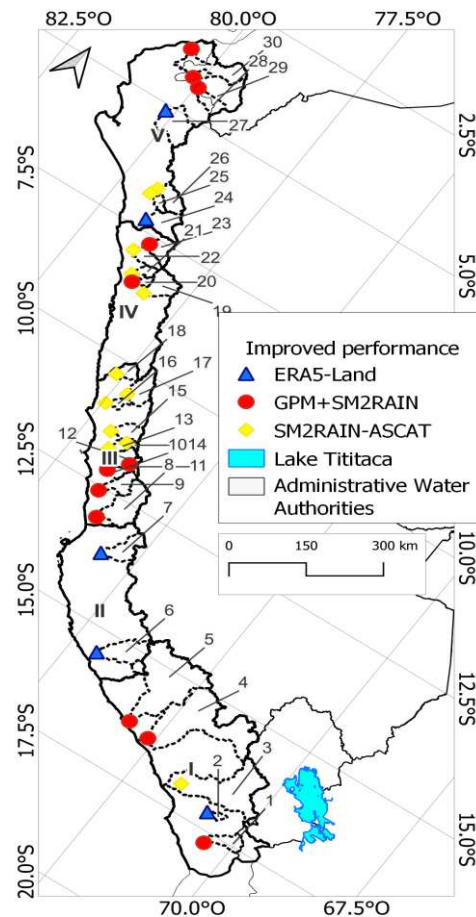 82.5°W
80.0°W
77.5°W
30
28
29
27
V
2.5°S
7.5°S
26
25
24
23
21
22
5.0°S
20
19
10.0°S
IV
18
16
17
15
13
12
10 14
III
8
11
9
7
12.5°S
Improved performance
ERA5-Land
GPM+SM2RAIN
SM2RAIN-ASCAT
Lake Tititaca
Administrative Water
Authorities
0 150 300 km
10.0°S
15.0°S
II
6
5
4
12.5°S
17.5°S
3
I
2
1
15.0°S
20.0°S
70.0°W
67.5°W